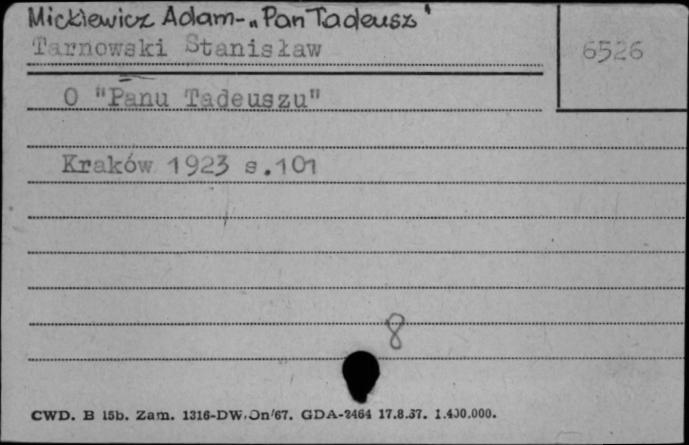 Mickiewicz Adam - „Pan Tadeusz"
Tarnowski Stanisław
6526
O "Panu Tadeuszu"
Kraków 1923 s.101
8
CWD. B 15b. Zam. 1316-DW.On/67. GDA-2464 17.8.67. 1.400.000.